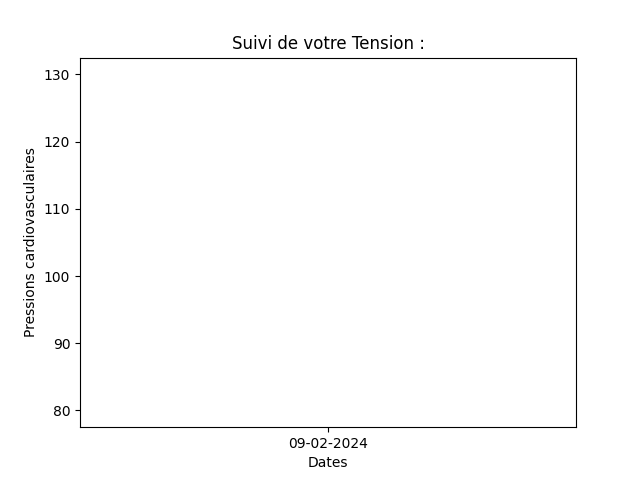 Suivi de votre Tension :
130
120
110
100
90
80
Pressions cardiovasculaires
09-02-2024
Dates